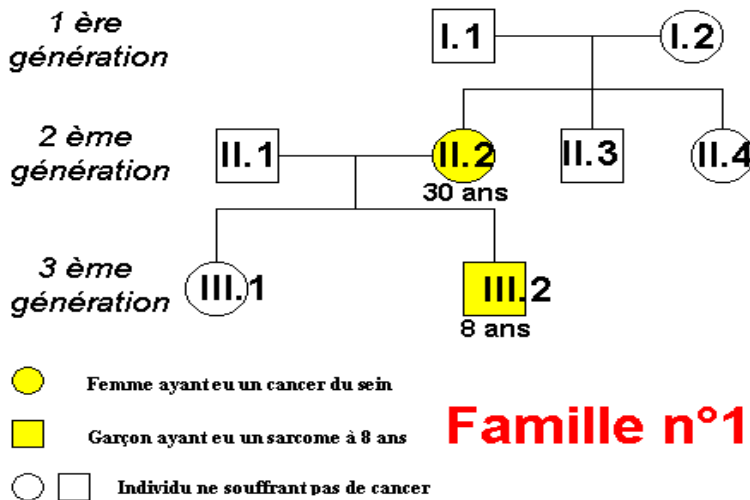 1 ère
génération
I.1
I.2
2 ème
génération
II.1
II.2
II.3
II.4
30 ans
3 ème
génération
III.1
III.2
8 ans
Femme ayant eu un cancer du sein
Garçon ayant eu un sarcome à 8 ans
Famille n°1
Individu ne souffrant pas de cancer